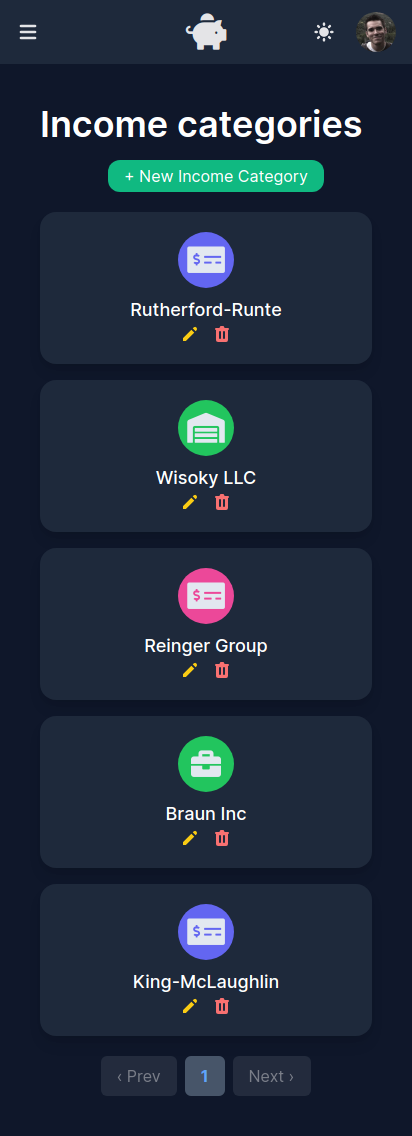 Income categories
+ New Income Category
Rutherford-Runte
Wisoky LLC
Reinger Group
Braun Inc
King-McLaughlin
‹ Prev 1 Next ›